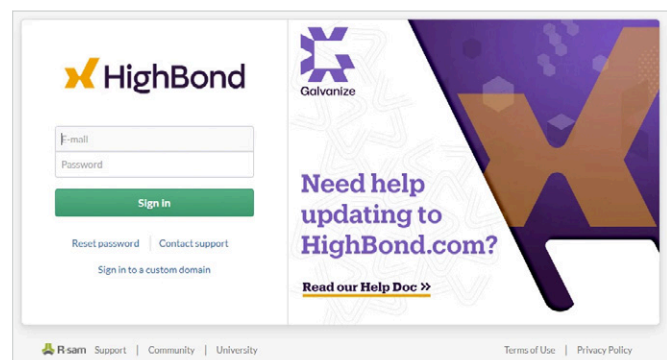 HighBond
E-mail
Password
Sign in
Reset password | Contact support
Sign in to a custom domain
Galvanize
Need help
updating to
HighBond.com?
Read our Help Doc »
Rsam Support | Community | University
Terms of Use | Privacy Policy